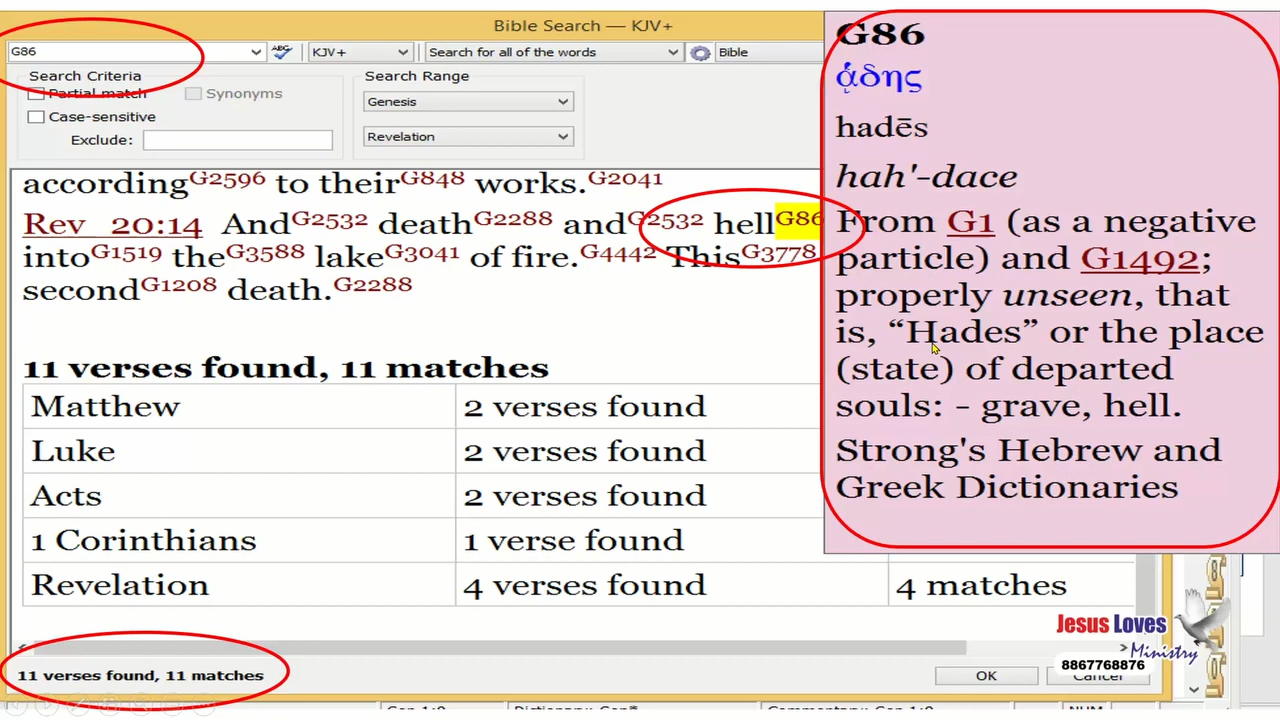 Bible Search — KJV+
G86
ABC
KJV+
Search for all of the words
Bible
Search Criteria
Search Range
Partial match
Synonyms
Genesis
Case-sensitive
Exclude:
Revelation
according G2596 to their G848 works. G2041
Rev 20:14 And G2532 death G2288 and G2532 hell G86
into G1519 the G3588 lake G3041 of fire. G4442 This G3778
second G1208 death. G2288
11 verses found, 11 matches
Matthew 2 verses found
Luke 2 verses found
Acts 2 verses found
1 Corinthians 1 verse found
Revelation 4 verses found 4 matches
11 verses found, 11 matches
OK
Cancel
G86
ᾅδης
hadēs
hah'-dace
From G1 (as a negative
particle) and G1492;
properly unseen, that
is, “Hades” or the place
(state) of departed
souls: - grave, hell.
Strong's Hebrew and
Greek Dictionaries
Jesus Loves
Ministry
8867768876